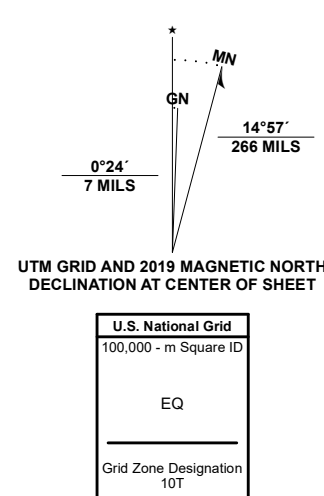 MN
GN
14°57´
266 MILS
0°24´
7 MILS
UTM GRID AND 2019 MAGNETIC NORTH
DECLINATION AT CENTER OF SHEET
U.S. National Grid
100,000 - m Square ID
EQ
Grid Zone Designation
10T